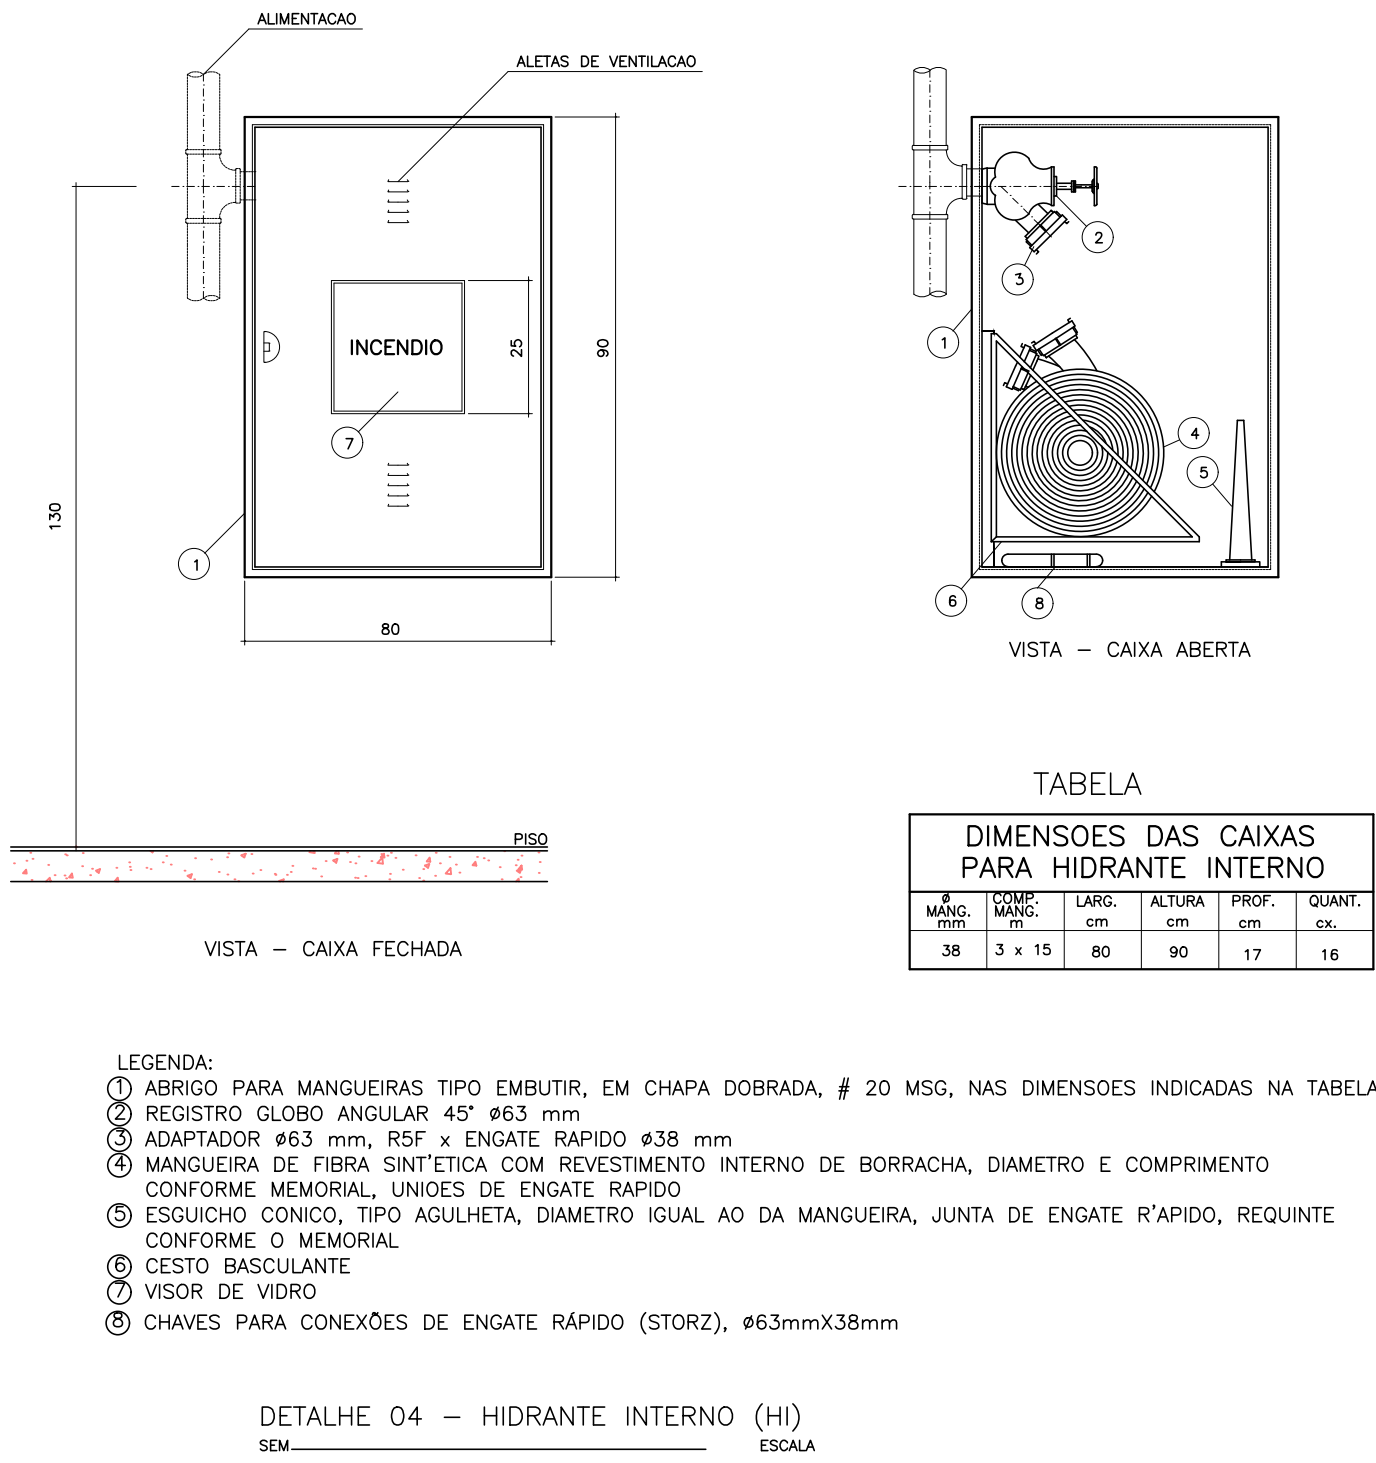 ALIMENTACAO
ALETAS DE VENTILACAO
INCENDIO
25
90
7
130
1
80
PISO
VISTA – CAIXA FECHADA
2
3
1
4
5
6
8
VISTA – CAIXA ABERTA
TABELA
DIMENSOES DAS CAIXAS
PARA HIDRANTE INTERNO
ø MANG. mm
COMP. MANG. m
LARG. cm
ALTURA cm
PROF. cm
QUANT. cx.
38 3 x 15 80 90 17 16
LEGENDA:
1 ABRIGO PARA MANGUEIRAS TIPO EMBUTIR, EM CHAPA DOBRADA, # 20 MSG, NAS DIMENSOES INDICADAS NA TABELA
2 REGISTRO GLOBO ANGULAR 45° ø63 mm
3 ADAPTADOR ø63 mm, R5F x ENGATE RAPIDO ø38 mm
4 MANGUEIRA DE FIBRA SINT'ETICA COM REVESTIMENTO INTERNO DE BORRACHA, DIAMETRO E COMPRIMENTO
CONFORME MEMORIAL, UNIOES DE ENGATE RAPIDO
5 ESGUICHO CONICO, TIPO AGULHETA, DIAMETRO IGUAL AO DA MANGUEIRA, JUNTA DE ENGATE R'APIDO, REQUINTE
CONFORME O MEMORIAL
6 CESTO BASCULANTE
7 VISOR DE VIDRO
8 CHAVES PARA CONEXÕES DE ENGATE RÁPIDO (STORZ), ø63mmX38mm
DETALHE 04 – HIDRANTE INTERNO (HI)
SEM ESCALA